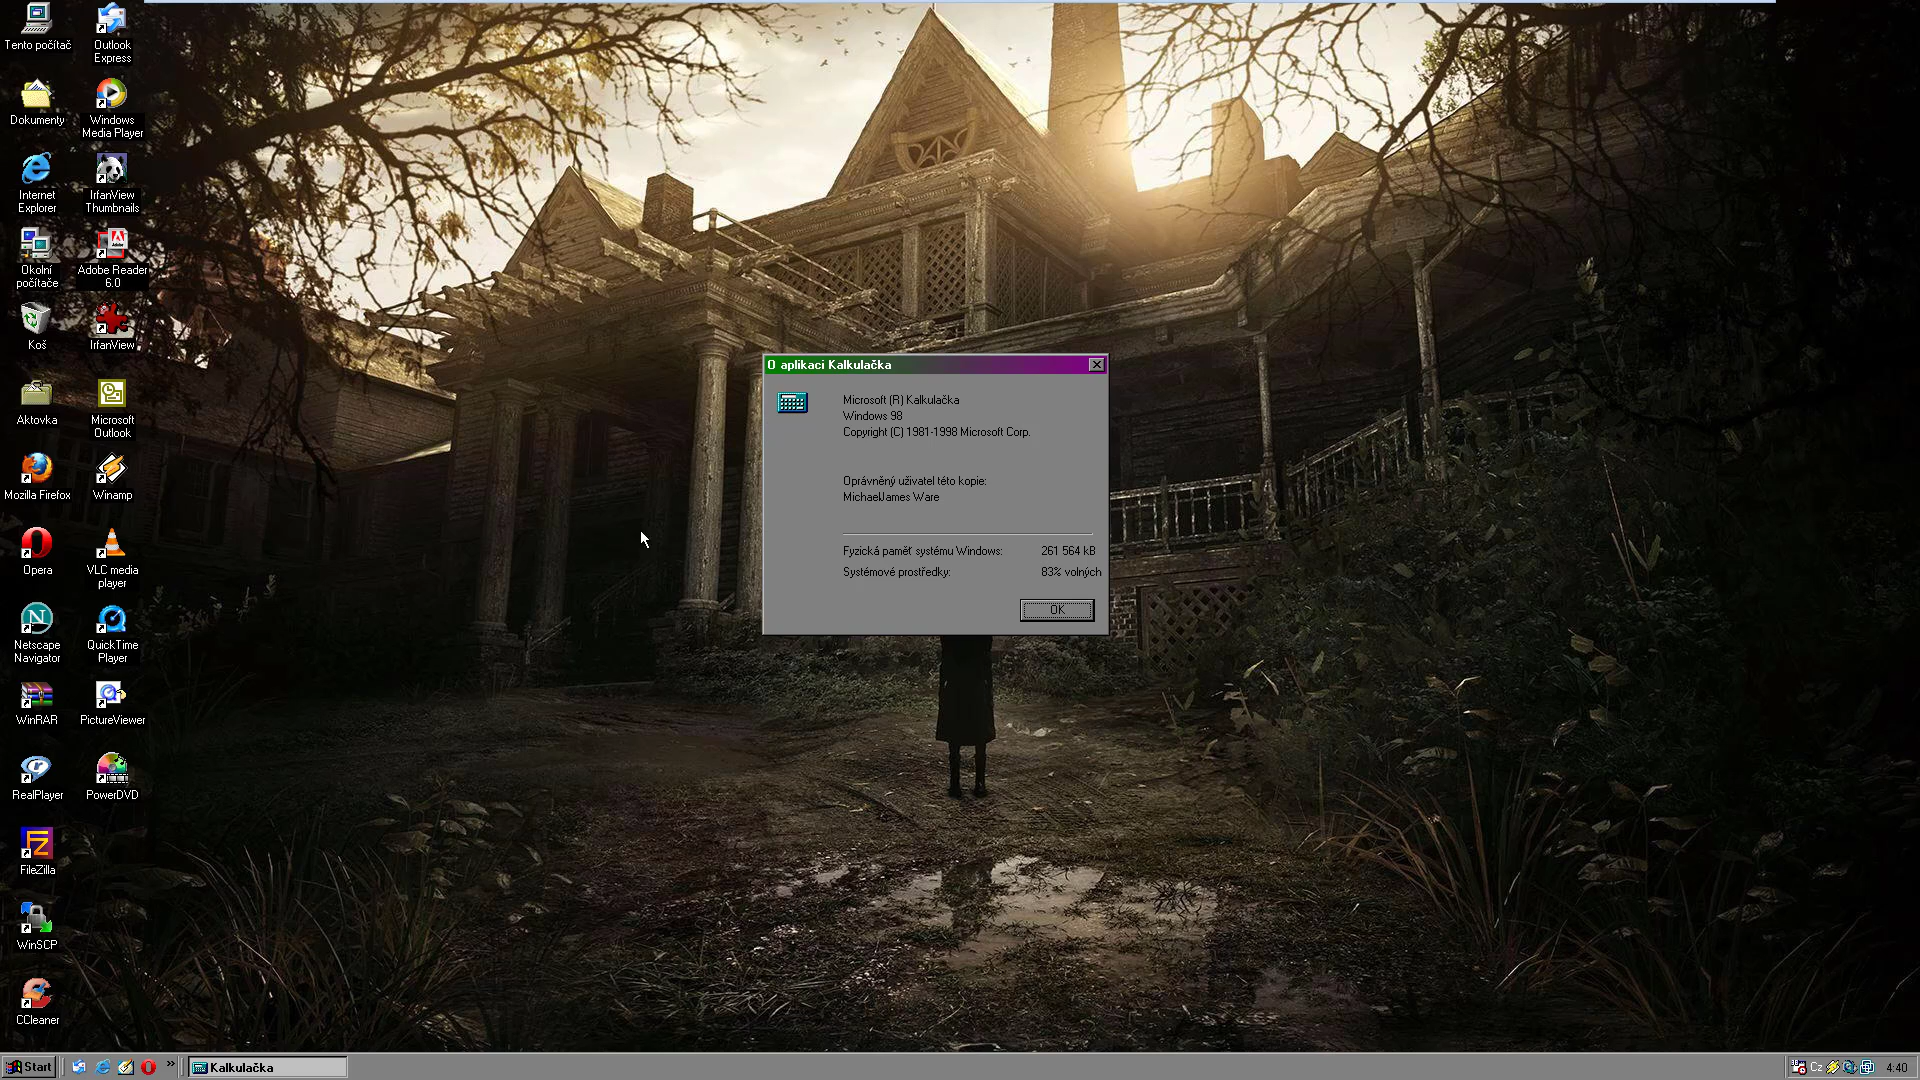 Tento počítač
Outlook
Express
Dokumenty
Windows
Media Player
Internet
Explorer
IrfanView
Thumbnails
Okolní
počítače
Adobe Reader
6.0
Koš
IrfanView
Aktovka
Microsoft
Outlook
Mozilla Firefox
Winamp
Opera
VLC media
player
Netscape
Navigator
QuickTime
Player
WinRAR
PictureViewer
RealPlayer
PowerDVD
FileZilla
WinSCP
CCleaner
O aplikaci Kalkulačka
Microsoft (R) Kalkulačka
Windows 98
Copyright (C) 1981-1998 Microsoft Corp.
Oprávněný uživatel této kopie:
MichaelJames Ware
Fyzická paměť systému Windows: 261 564 kB
Systémové prostředky: 83% volných
OK
Start
Kalkulačka
Cz
4:40